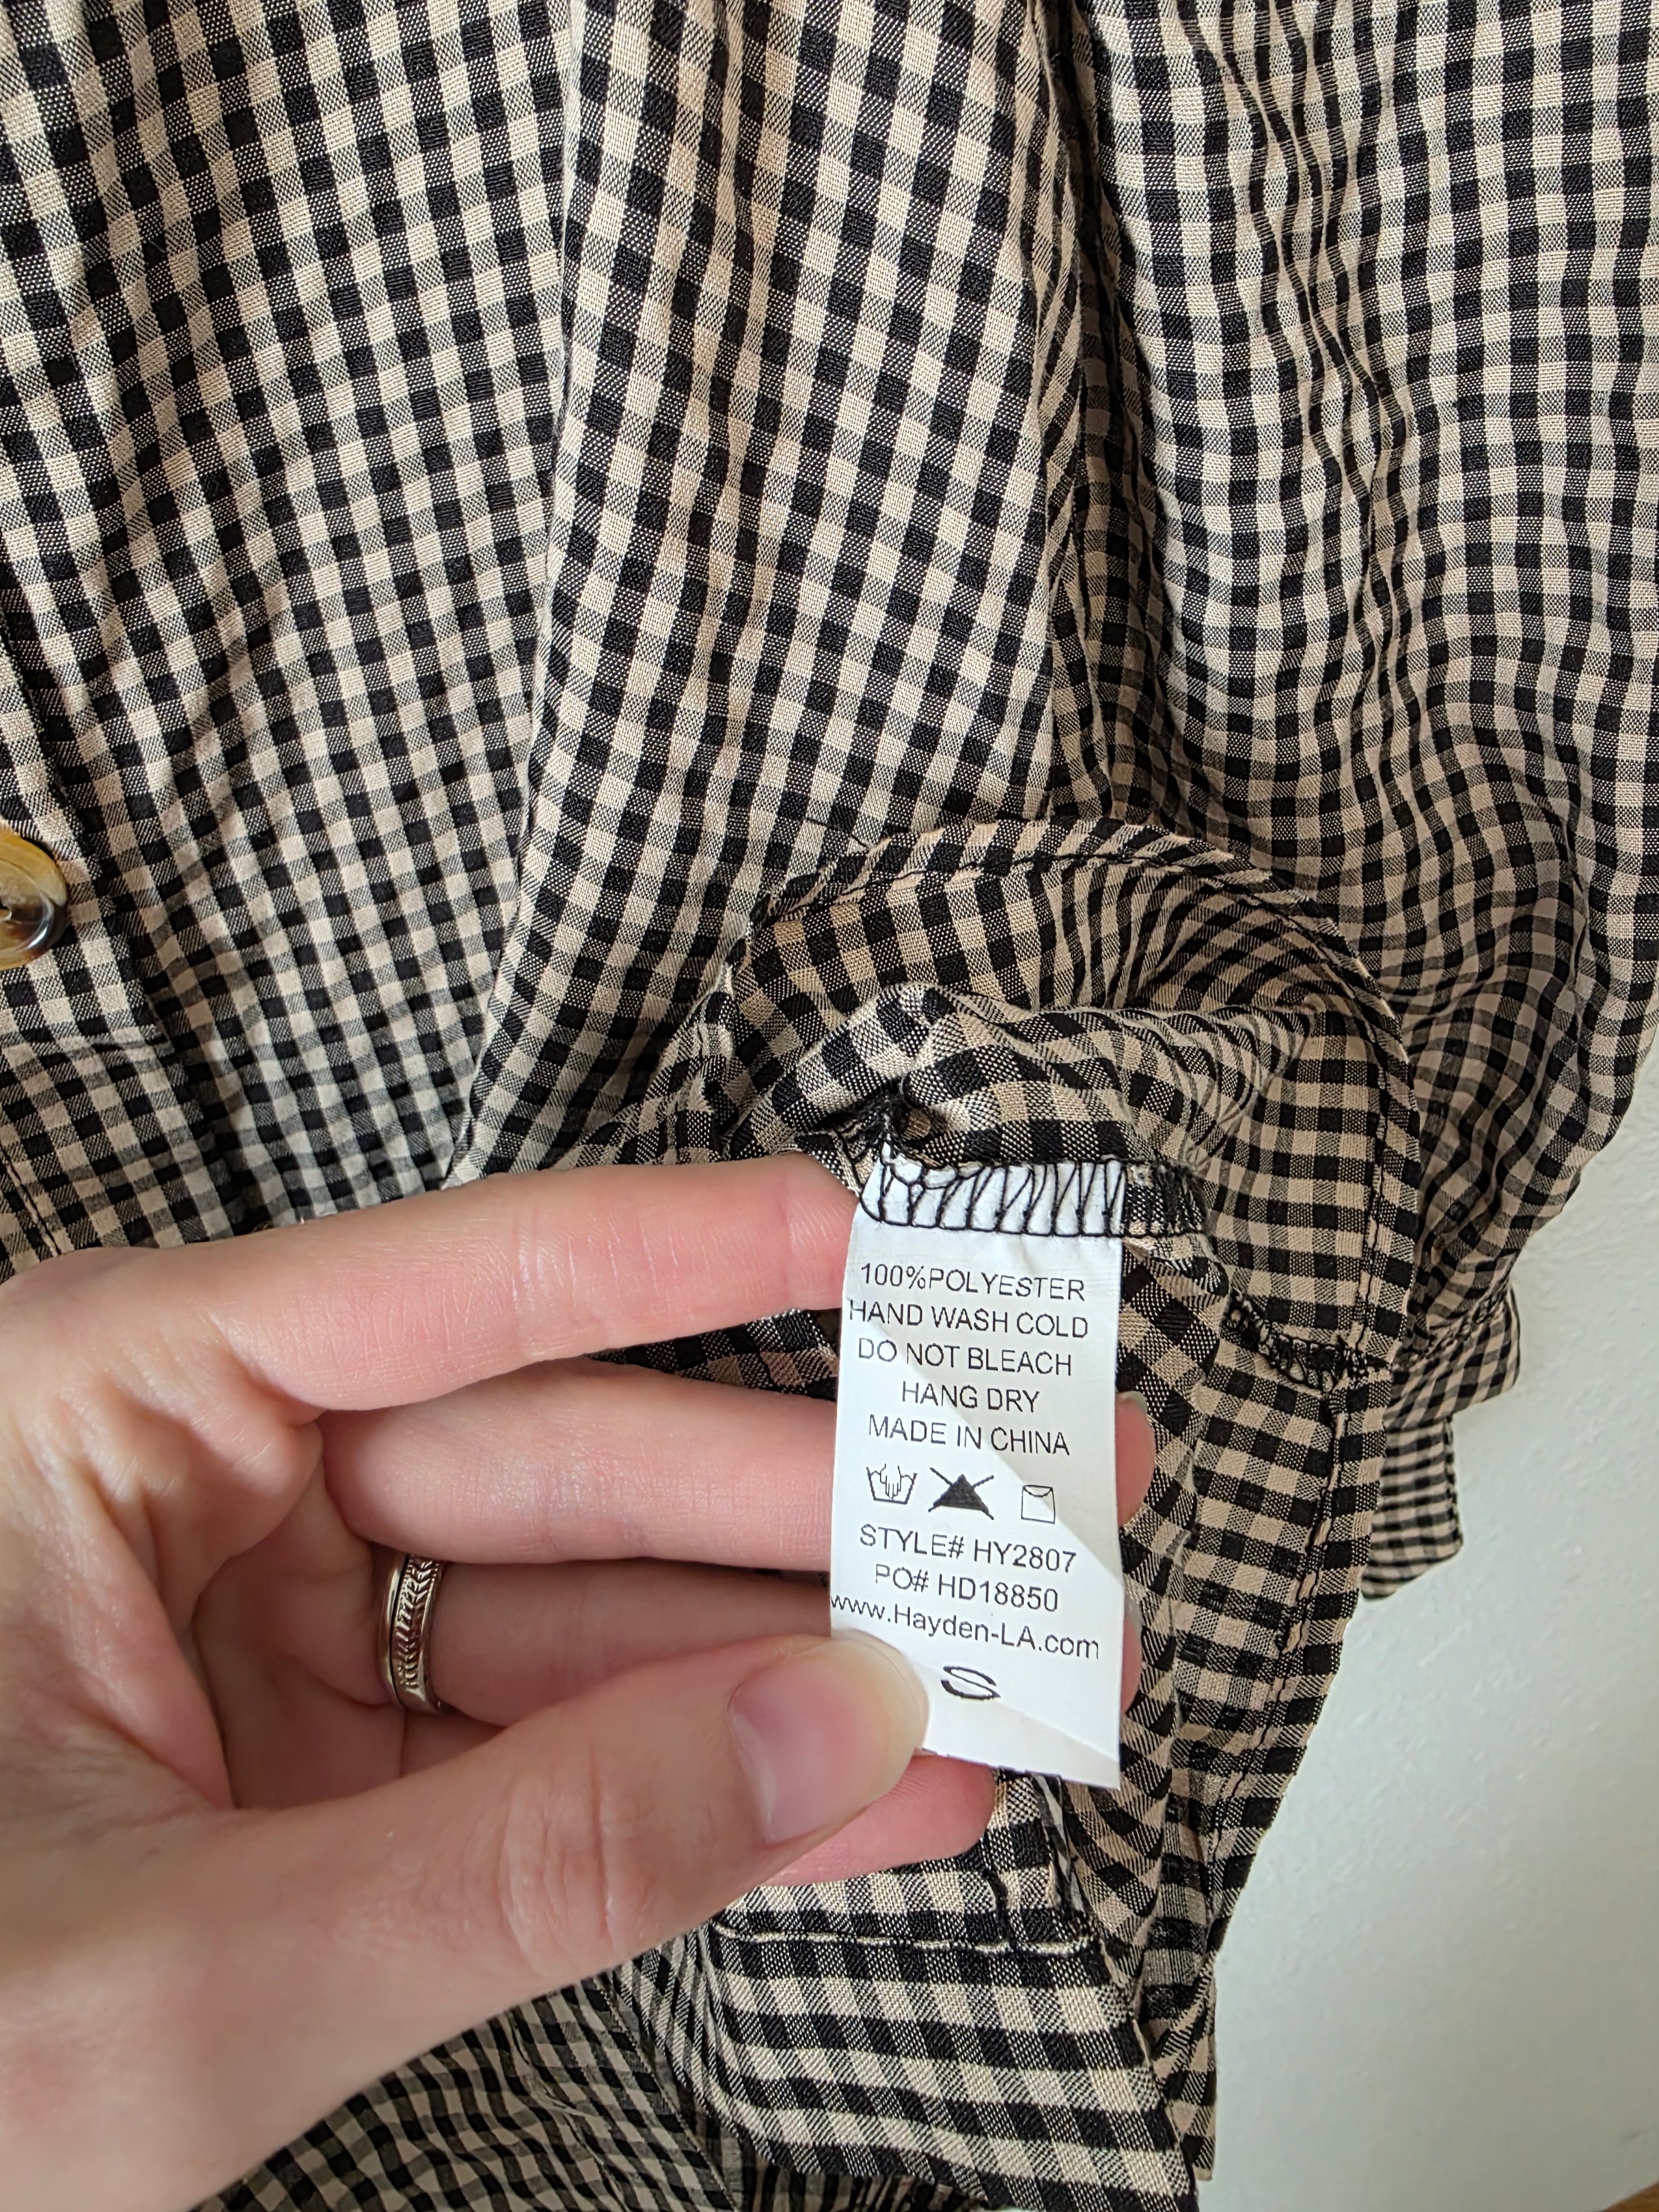 100%POLYESTER
HAND WASH COLD
DO NOT BLEACH
HANG DRY
MADE IN CHINA
STYLE# HY2807
PO# HD18850
www.Hayden-LA.com
S